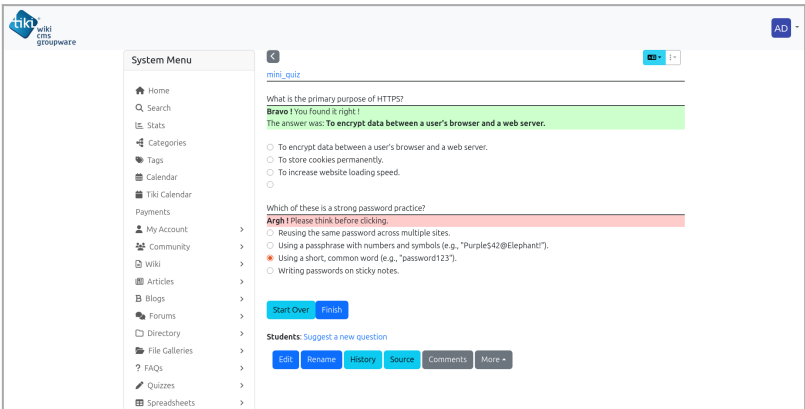 tiki
wiki
cms
groupware
AD
System Menu
Home
Search
Stats
Categories
Tags
Calendar
Tiki Calendar
Payments
My Account
Community
Wiki
Articles
Blogs
Forums
Directory
File Galleries
FAQs
Quizzes
Spreadsheets
mini_quiz
What is the primary purpose of HTTPS?
Bravo ! You found it right !
The answer was: To encrypt data between a user's browser and a web server.
To encrypt data between a user's browser and a web server.
To store cookies permanently.
To increase website loading speed.
Which of these is a strong password practice?
Argh ! Please think before clicking.
Reusing the same password across multiple sites.
Using a passphrase with numbers and symbols (e.g., "Purple$42@Elephant!").
Using a short, common word (e.g., "password123").
Writing passwords on sticky notes.
Start Over Finish
Students: Suggest a new question
Edit Rename History Source Comments More